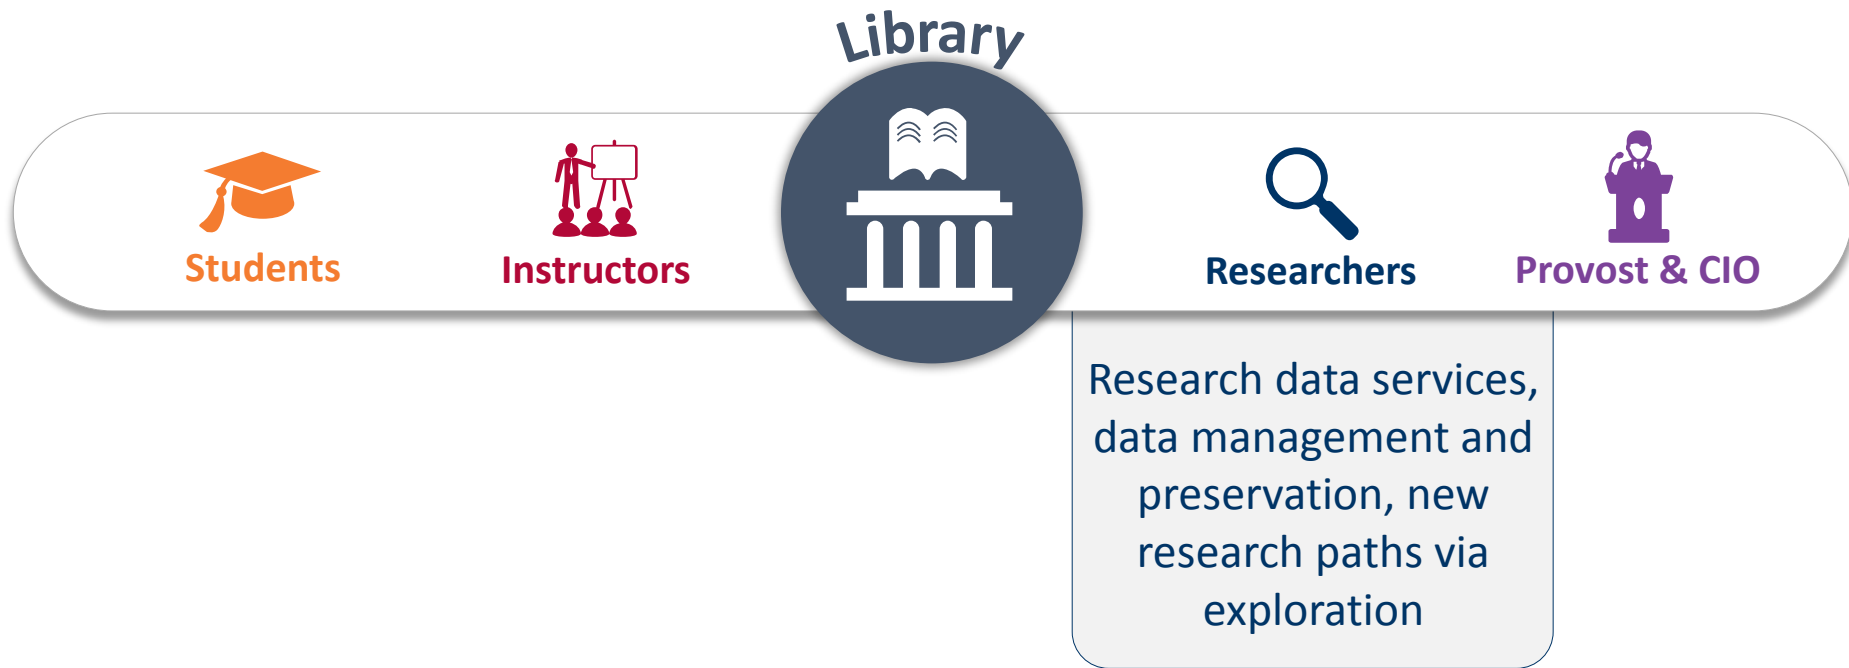 Library
Students
Instructors
Researchers
Provost & CIO
Research data services,
data management and
preservation, new
research paths via
exploration